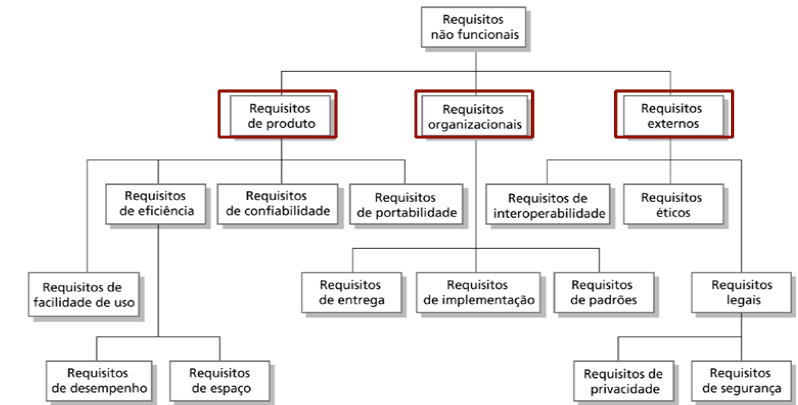 Requisitos
não funcionais
Requisitos
de produto
Requisitos
organizacionais
Requisitos
externos
Requisitos
de eficiência
Requisitos
de confiabilidade
Requisitos
de portabilidade
Requisitos de
interoperabilidade
Requisitos
éticos
Requisitos de
facilidade de uso
Requisitos
de entrega
Requisitos
de implementação
Requisitos
de padrões
Requisitos
legais
Requisitos
de desempenho
Requisitos
de espaço
Requisitos de
privacidade
Requisitos
de segurança